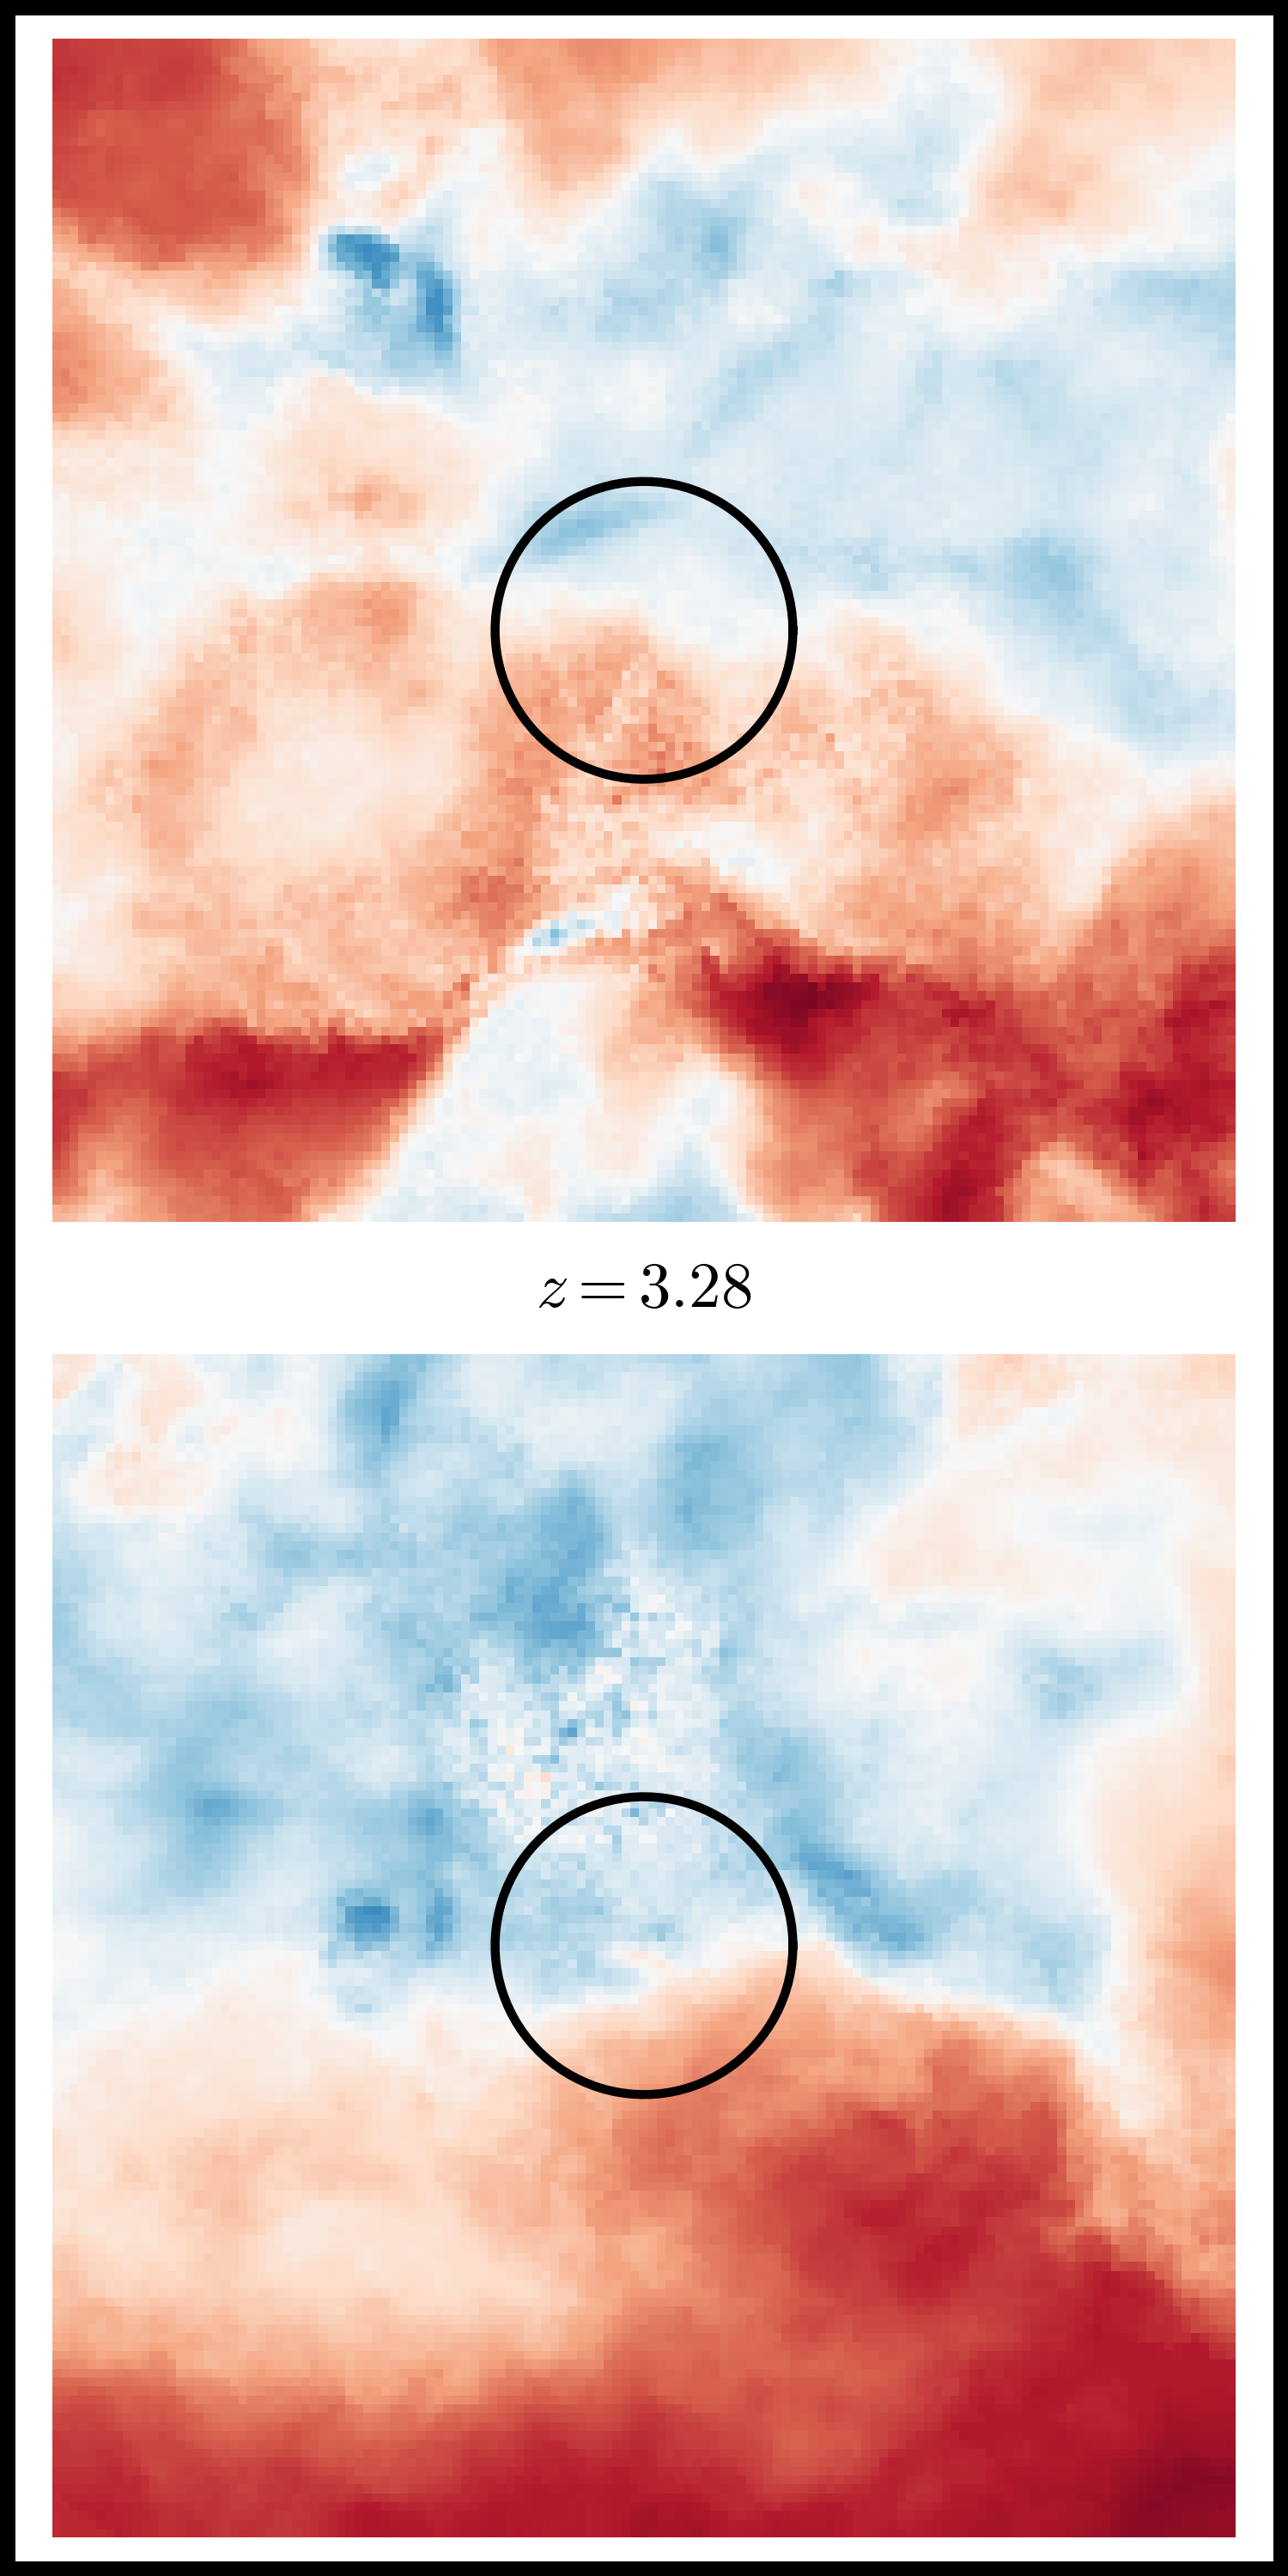 z = 3.28